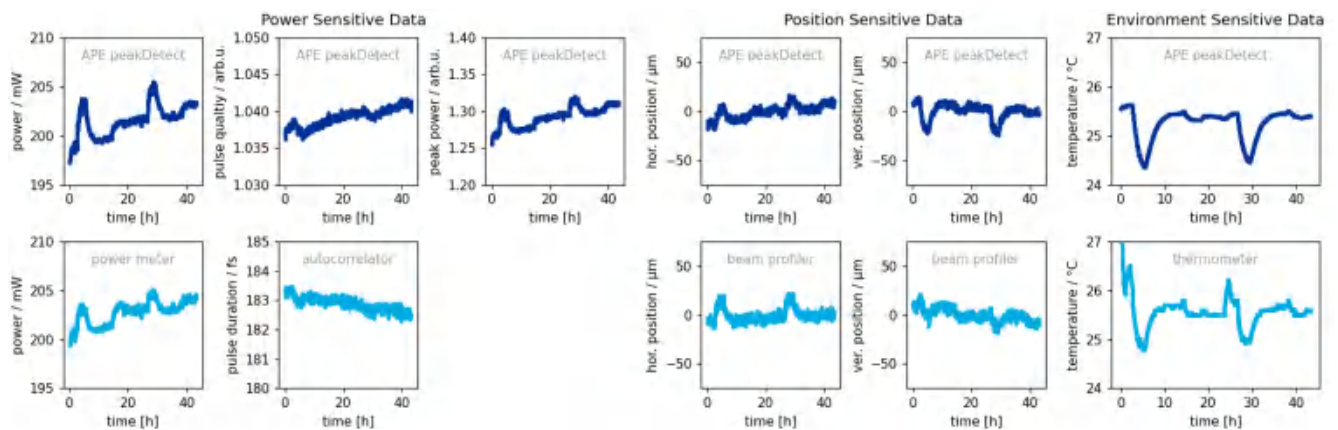 Power Sensitive Data
Position Sensitive Data
Environment Sensitive Data
APE peakDetect
power / mW
210
205
200
195
0 20 40
time [h]
APE peakDetect
pulse qualtiy / arb.u.
1.050
1.045
1.040
1.035
1.030
0 20 40
time [h]
APE peakDetect
peak power / arb.u.
1.40
1.35
1.30
1.25
1.20
0 20 40
time [h]
APE peakDetect
hor. position / µm
50
0
−50
0 20 40
time [h]
APE peakDetect
ver. position / µm
50
0
−50
0 20 40
time [h]
APE peakDetect
temperature / °C
27
26
25
24
0 10 20 30 40
time [h]
power meter
power / mW
210
205
200
195
0 20 40
time [h]
autocorrelator
pulse duration / fs
185
184
183
182
181
180
0 20 40
time [h]
beam profiler
hor. position / µm
50
0
−50
0 20 40
time [h]
beam profiler
ver. position / µm
50
0
−50
0 20 40
time [h]
thermometer
temperature / °C
27
26
25
24
0 10 20 30 40
time [h]